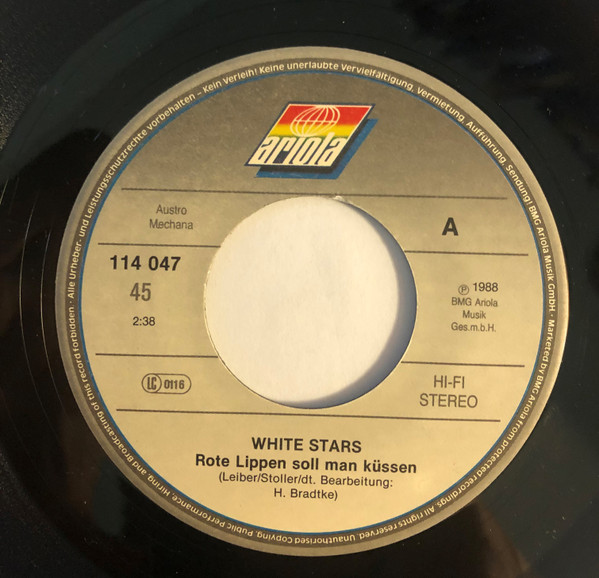 Alle Urheber- und Leistungsschutzrechte vorbehalten - Kein Verleih! Keine unerlaubte Vervielfältigung, Vermietung, Aufführung, Sendung! BMG Ariola Musik GmbH. · Marketed by BMG Ariola from protected recordings. All rights reserved. Unauthorised Copying, Public Performance, Hiring and Broadcasting of this record forbidden ·
ariola
Austro
Mechana
A
114 047
45
2:38
LC 0116
℗ 1988
BMG Ariola
Musik
Ges.m.b.H.
HI-FI
STEREO
WHITE STARS
Rote Lippen soll man küssen
(Leiber/Stoller/dt. Bearbeitung:
H. Bradtke)